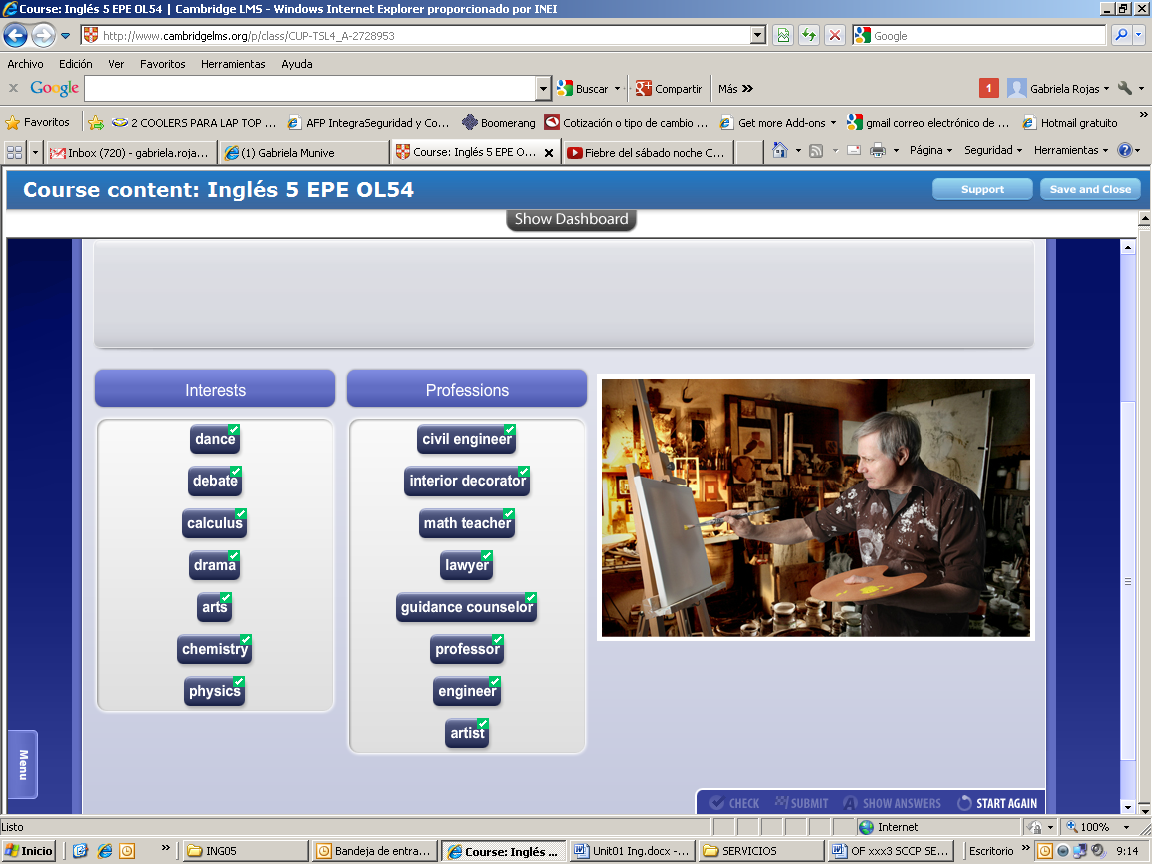 Course: Inglés 5 EPE OL54 | Cambridge LMS - Windows Internet Explorer proporcionado por INEI
http://www.cambridgelms.org/p/class/CUP-TSL4_A-2728953
Google
Archivo Edición Ver Favoritos Herramientas Ayuda
x Google Buscar Compartir Más » 1 Gabriela Rojas
Favoritos 2 COOLERS PARA LAP TOP ... AFP IntegraSeguridad y Co... Boomerang Cotización o tipo de cambio ... Get more Add-ons gmail correo electrónico de ... Hotmail gratuito »
Inbox (720) - gabriela.roja... (1) Gabriela Munive Course: Inglés 5 EPE O... Fiebre del sábado noche C... Página Seguridad Herramientas
Course content: Inglés 5 EPE OL54 Support Save and Close
Show Dashboard
Interests Professions
dance civil engineer
debate interior decorator
calculus math teacher
drama lawyer
arts guidance counselor
chemistry professor
physics engineer
artist
Menu
CHECK SUBMIT SHOW ANSWERS START AGAIN
Listo Internet 100%
Inicio » ING05 Bandeja de entra... Course: Inglés ... Unit01 Ing.docx -... SERVICIOS OF xxx3 SCCP SE... Escritorio » 9:14